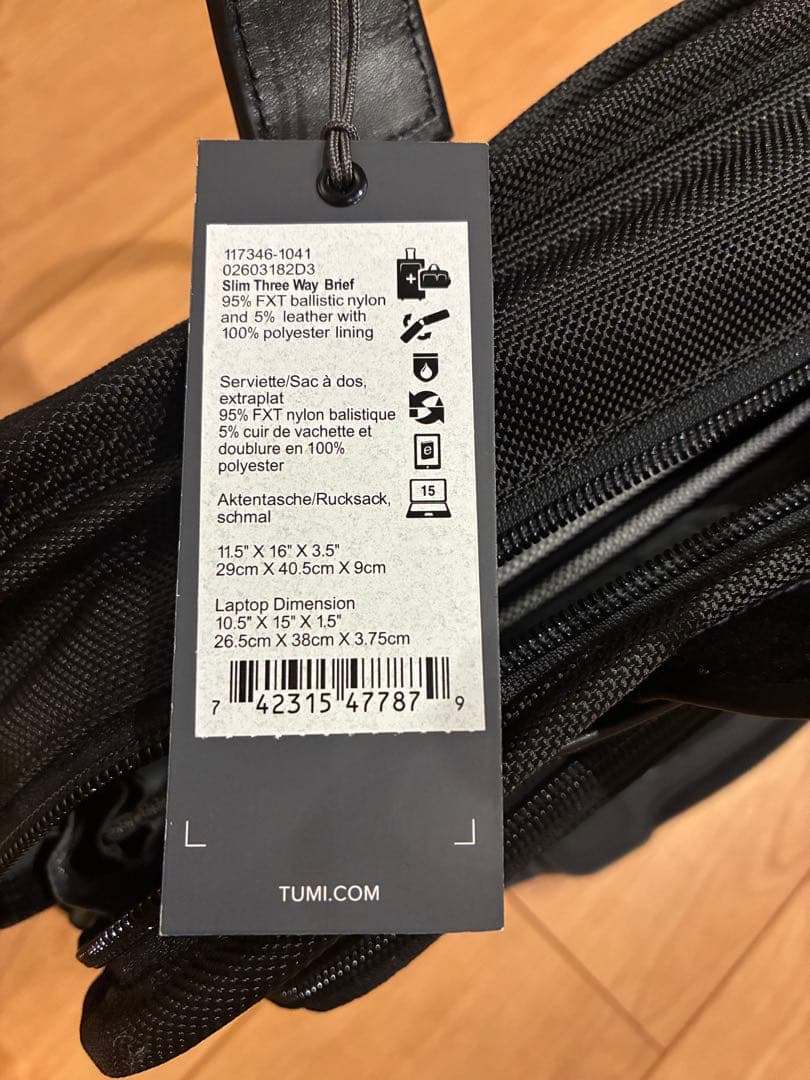 117346-1041
02603182D3
Slim Three Way Brief
95% FXT ballistic nylon
and 5% leather with
100% polyester lining
Serviette/Sac à dos,
extraplat
95% FXT nylon balistique
5% cuir de vachette et
doublure en 100%
polyester
e
15
Aktentasche/Rucksack,
schmal
11.5" X 16" X 3.5"
29cm X 40.5cm X 9cm
Laptop Dimension
10.5" X 15" X 1.5"
26.5cm X 38cm X 3.75cm
7 42315 47787 9
TUMI.COM